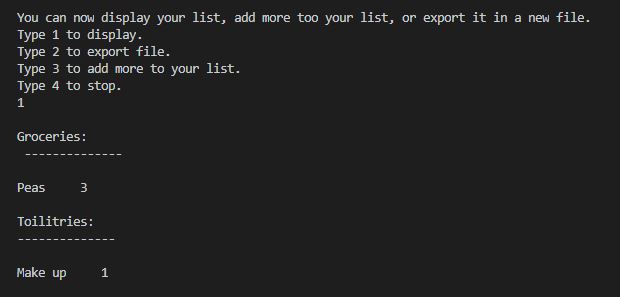 You can now display your list, add more too your list, or export it in a new file.
Type 1 to display.
Type 2 to export file.
Type 3 to add more to your list.
Type 4 to stop.
1
Groceries:
--------------
Peas     3
Toilitries:
--------------
Make up     1